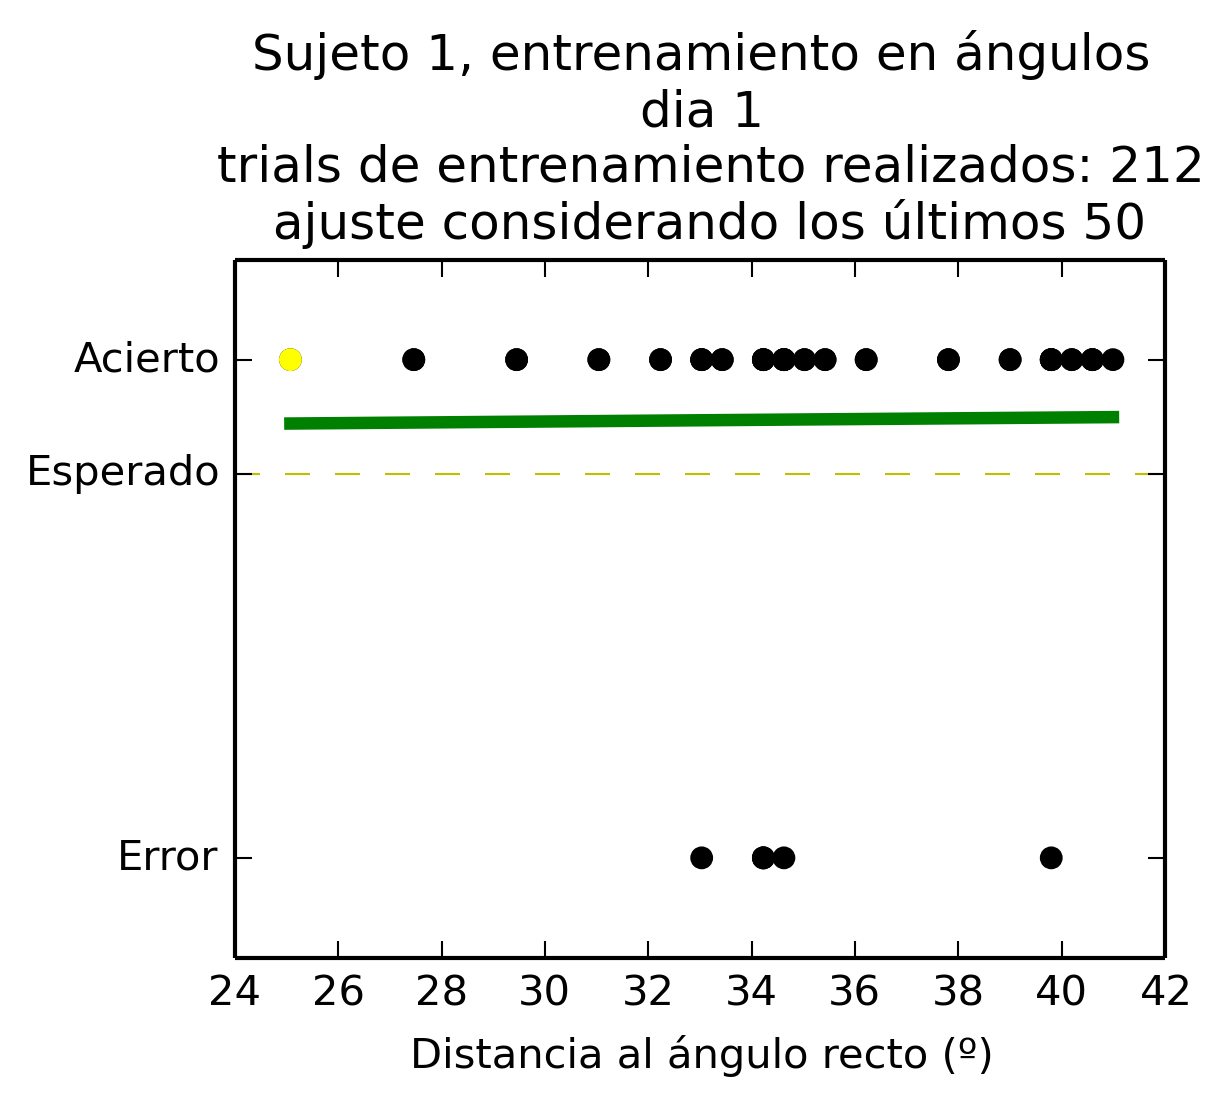 Sujeto 1, entrenamiento en ángulos
dia 1
trials de entrenamiento realizados: 212
ajuste considerando los últimos 50
Acierto
Esperado
Error
24 26 28 30 32 34 36 38 40 42
Distancia al ángulo recto (º)